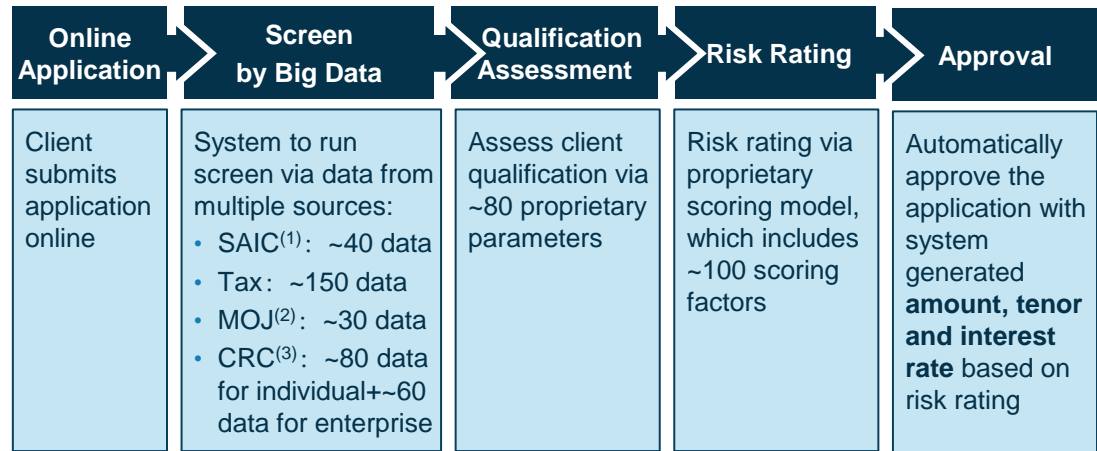 Online
Application
Screen
by Big Data
Qualification
Assessment
Risk Rating
Approval
Client
submits
application
online
System to run
screen via data from
multiple sources:
• SAIC(1): ~40 data
• Tax: ~150 data
• MOJ(2): ~30 data
• CRC(3): ~80 data
for individual+~60
data for enterprise
Assess client
qualification via
~80 proprietary
parameters
Risk rating via
proprietary
scoring model,
which includes
~100 scoring
factors
Automatically
approve the
application with
system
generated
amount, tenor
and interest
rate based on
risk rating